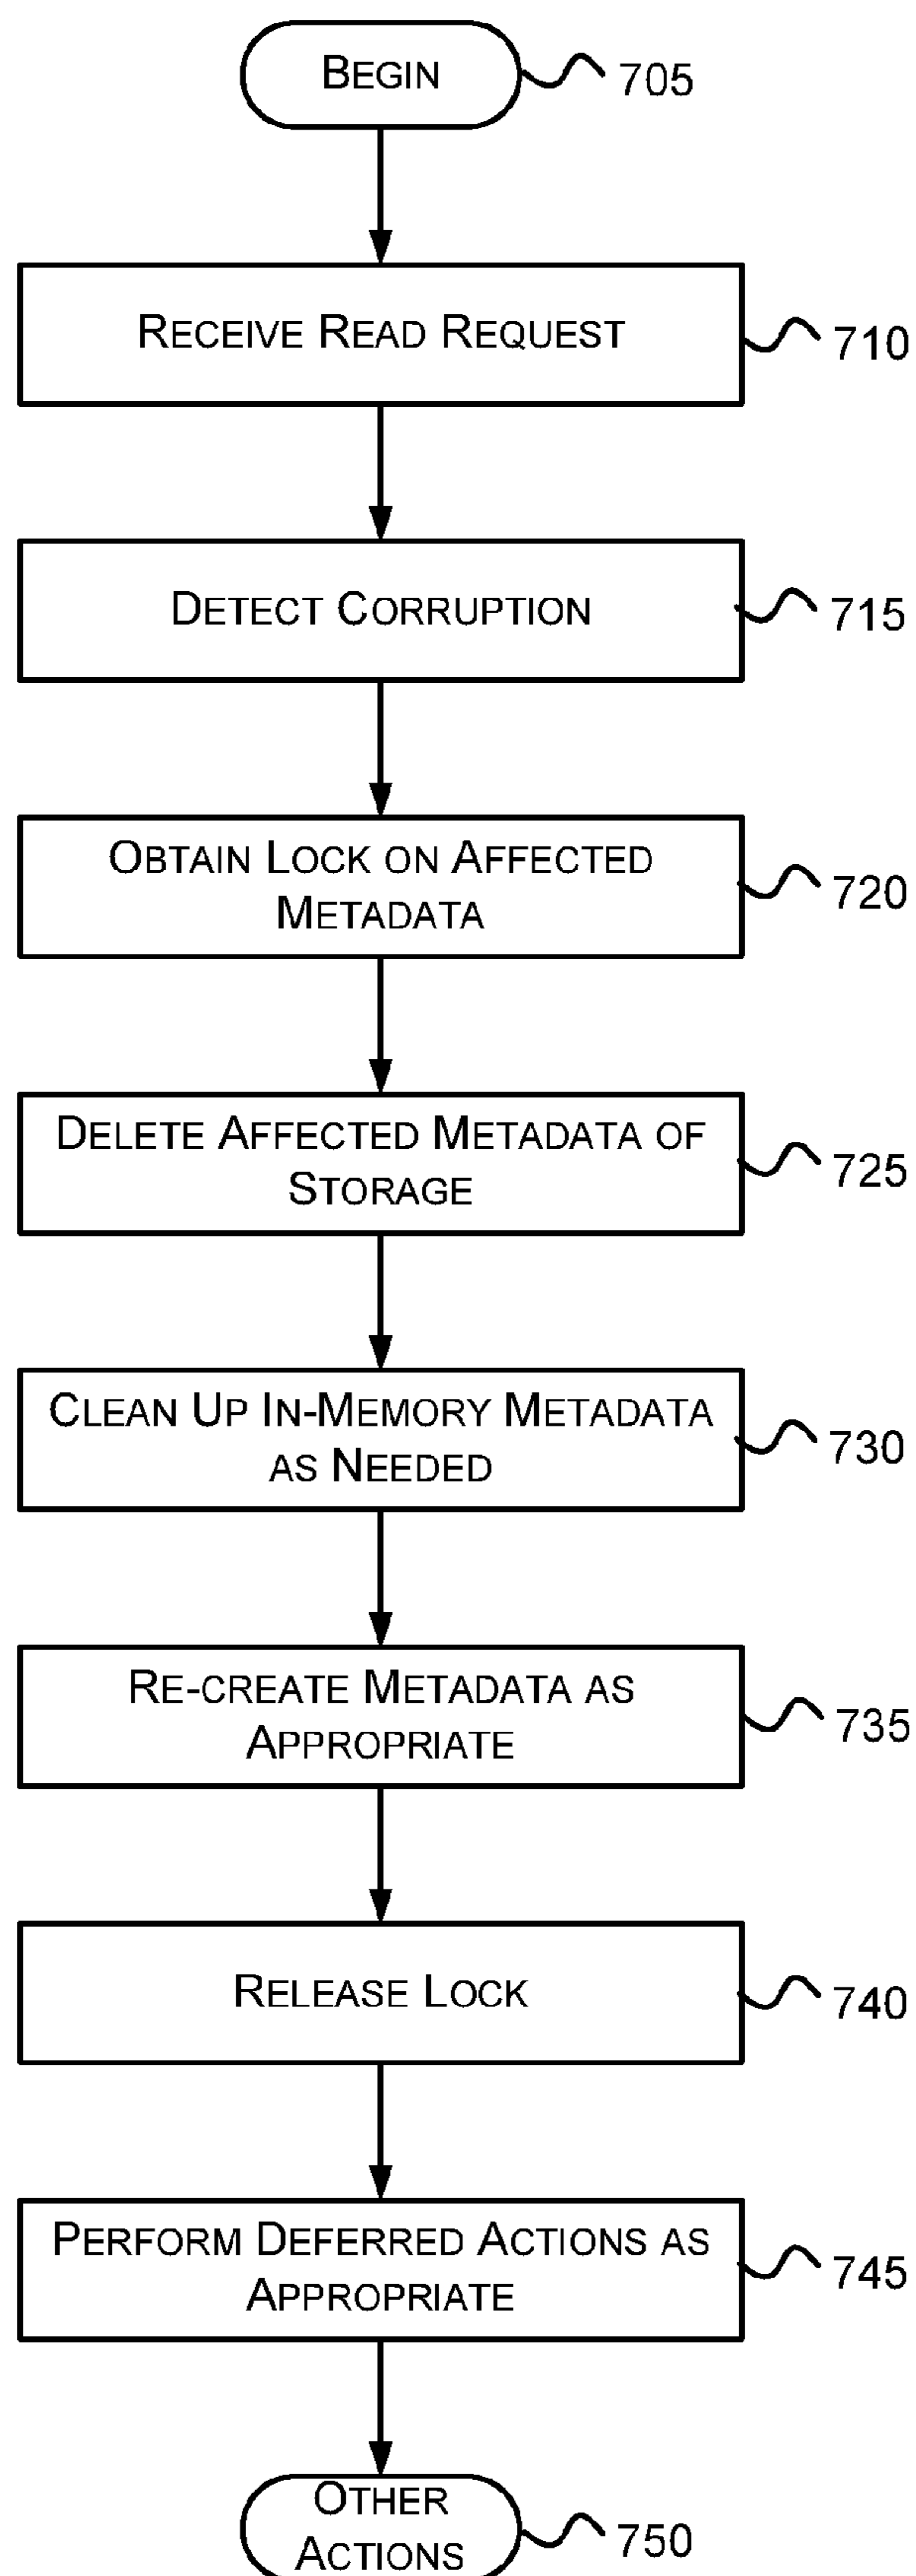 BEGIN
705
RECEIVE READ REQUEST
710
DETECT CORRUPTION
715
OBTAIN LOCK ON AFFECTED
METADATA
720
DELETE AFFECTED METADATA OF
STORAGE
725
CLEAN UP IN-MEMORY METADATA
AS NEEDED
730
RE-CREATE METADATA AS
APPROPRIATE
735
RELEASE LOCK
740
PERFORM DEFERRED ACTIONS AS
APPROPRIATE
745
OTHER
ACTIONS
750